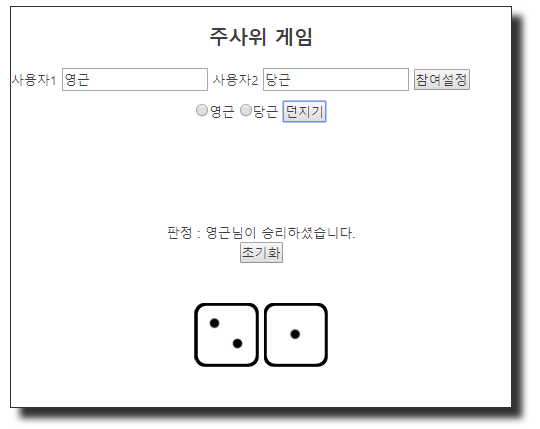 주사위 게임
사용자1 영근 사용자2 당근 참여설정
영근 당근 던지기
판정 : 영근님이 승리하셨습니다.
초기화